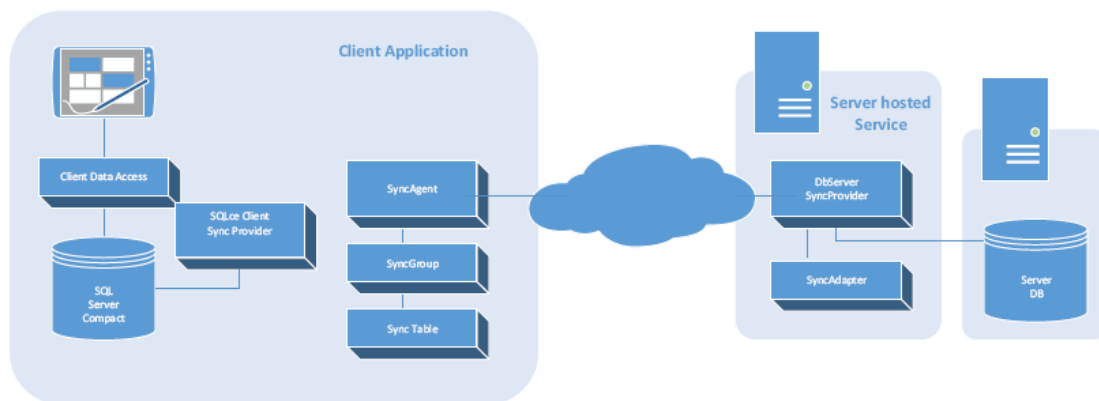 Client Application
Client Data Access
SQLce Client
Sync Provider
SQL
Server
Compact
SyncAgent
SyncGroup
Sync Table
Server hosted
Service
DbServer
SyncProvider
SyncAdapter
Server
DB